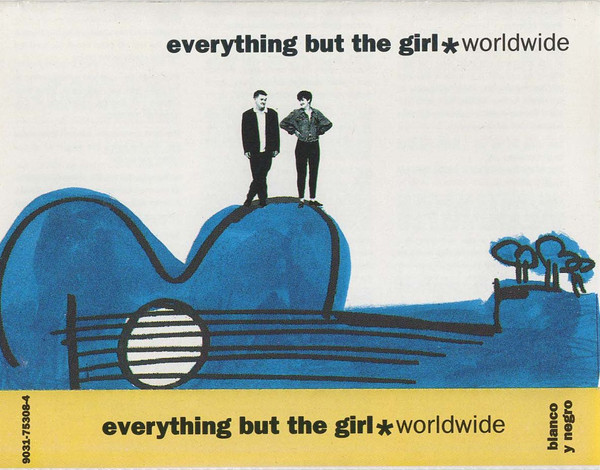 everything but the girl*worldwide
9031-75308-4
everything but the girl*worldwide
blanco
y negro